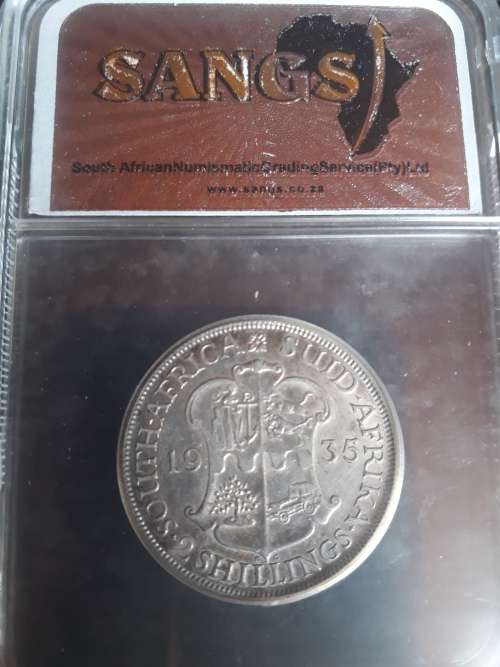 SANGS
South AfricanNumismaticGradingService(Pty)Ltd
www.sangs.co.za
SOUTH·AFRICA SUID-AFRIKA
19 35
·2 SHILLINGS·